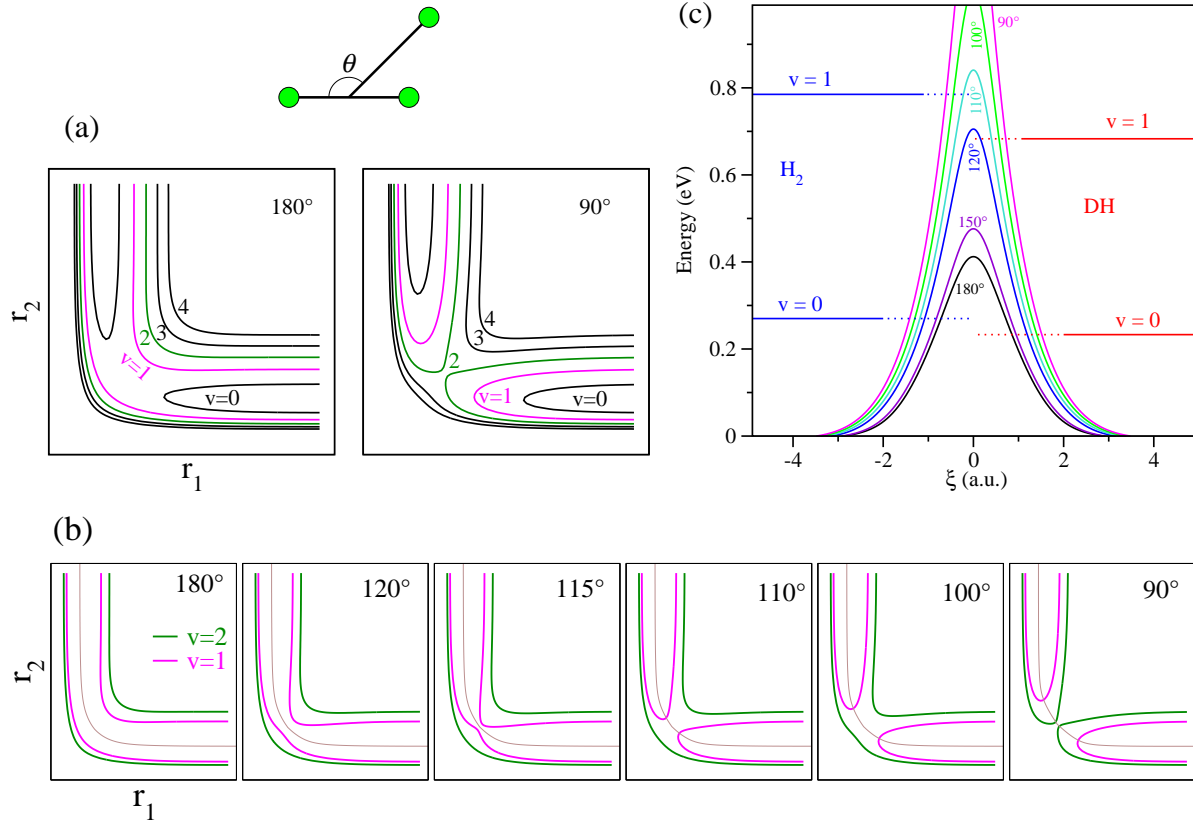 θ
(a)
180°
90°
4
3
2
v=1
v=0
4
3
2
v=1
v=0
r2
r1
(c)
0.8
0.6
0.4
0.2
0
Energy (eV)
v = 1
H2
v = 0
v = 1
DH
v = 0
90°
100°
110°
120°
150°
180°
-4 -2 0 2 4
ξ (a.u.)
(b)
180° 120° 115° 110° 100° 90°
v=2
v=1
r2
r1